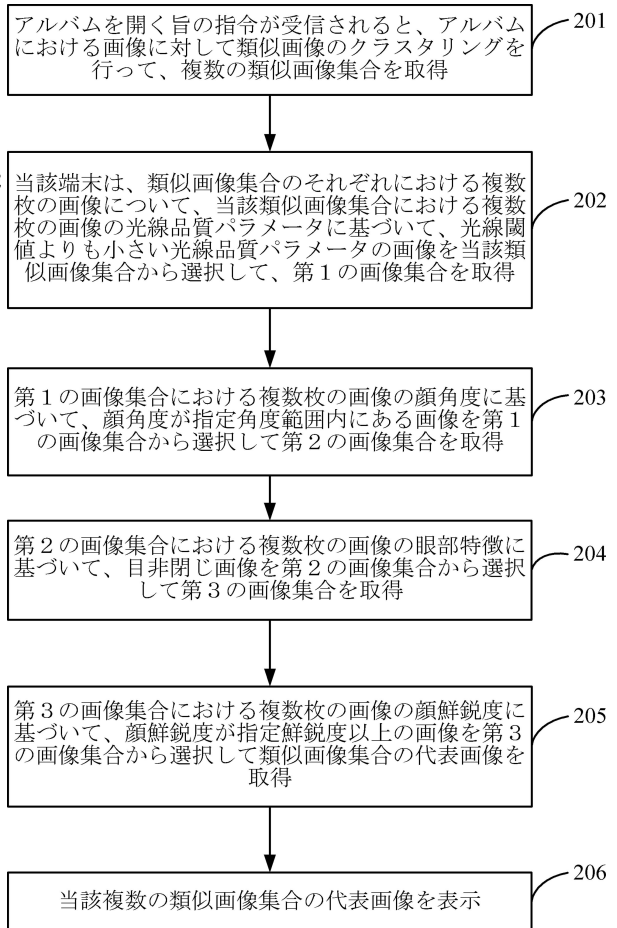 アルバムを開く旨の指令が受信されると、アルバム
における画像に対して類似画像のクラスタリングを
行って、複数の類似画像集合を取得
201
当該端末は、類似画像集合のそれぞれにおける複数
枚の画像について、当該類似画像集合における複数
枚の画像の光線品質パラメータに基づいて、光線閾
値よりも小さい光線品質パラメータの画像を当該類
似画像集合から選択して、第１の画像集合を取得
202
第１の画像集合における複数枚の画像の顔角度に基
づいて、顔角度が指定角度範囲内にある画像を第１
の画像集合から選択して第２の画像集合を取得
203
第２の画像集合における複数枚の画像の眼部特徴に
基づいて、目非閉じ画像を第２の画像集合から選択
して第３の画像集合を取得
204
第３の画像集合における複数枚の画像の顔鮮鋭度に
基づいて、顔鮮鋭度が指定鮮鋭度以上の画像を第３
の画像集合から選択して類似画像集合の代表画像を
取得
205
当該複数の類似画像集合の代表画像を表示
206